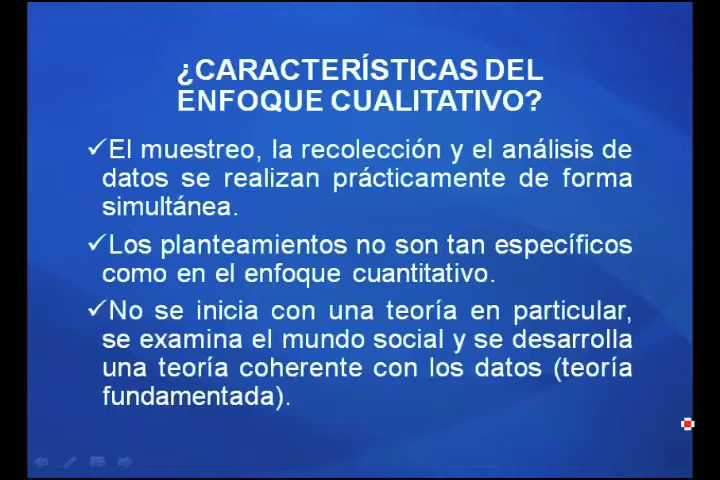 ¿CARACTERÍSTICAS DEL
ENFOQUE CUALITATIVO?
✓El muestreo, la recolección y el análisis de
datos se realizan prácticamente de forma
simultánea.
✓Los planteamientos no son tan específicos
como en el enfoque cuantitativo.
✓No se inicia con una teoría en particular,
se examina el mundo social y se desarrolla
una teoría coherente con los datos (teoría
fundamentada).